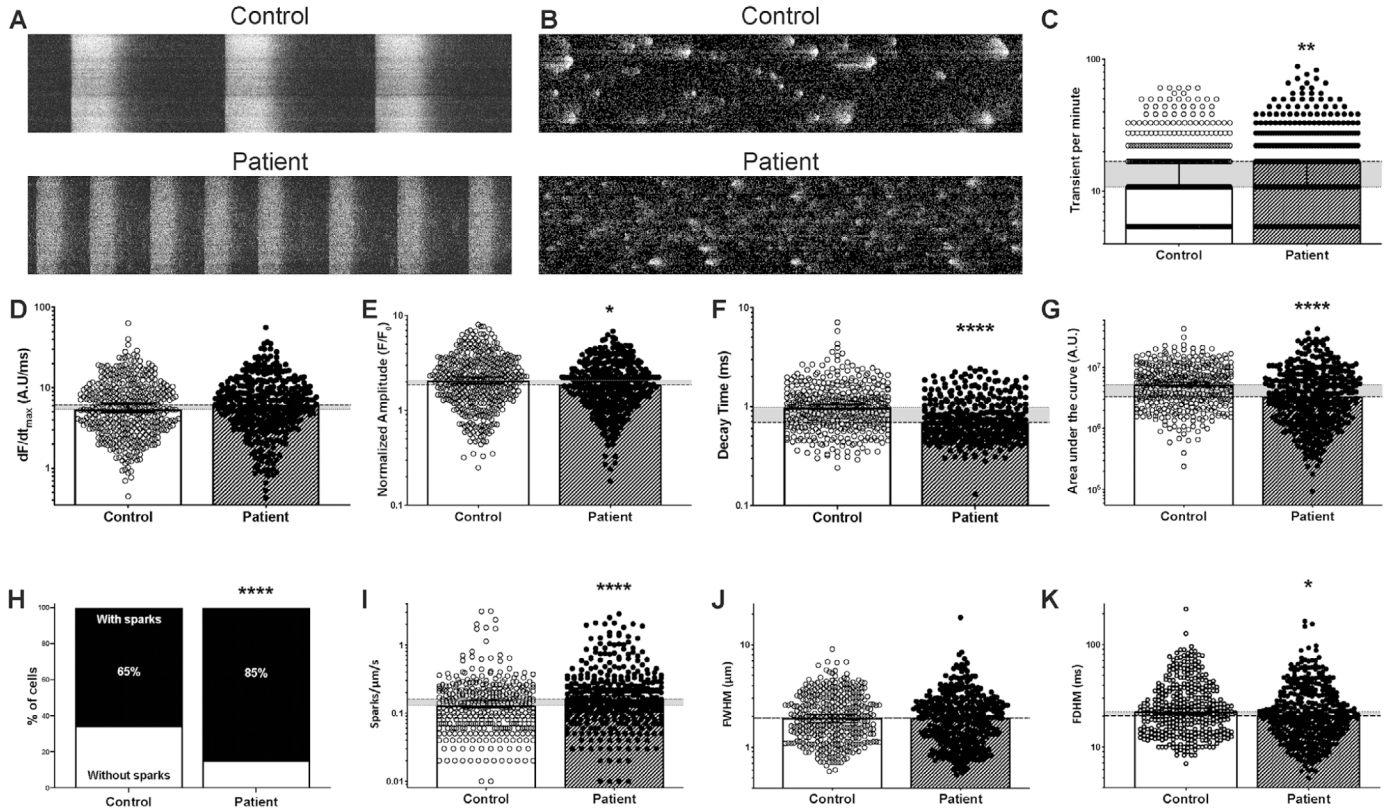 A
Control
Patient
B
Control
Patient
C
**
Transient per minute
100
10
Control
Patient
D
dF/dtmax (A.U/ms)
100
10
1
Control
Patient
E
*
Normalized Amplitude (F/F0)
10
1
0.1
Control
Patient
F
****
Decay Time (ms)
10
1
0.1
Control
Patient
G
****
Area under the curve (A.U.)
10^7
10^6
10^5
Control
Patient
H
****
% of cells
100
80
60
40
20
0
With sparks
65%
85%
Without sparks
Control
Patient
I
****
Sparks/μm/s
1
0.1
0.01
Control
Patient
J
FWHM (μm)
10
1
Control
Patient
K
*
FDHM (ms)
100
10
Control
Patient